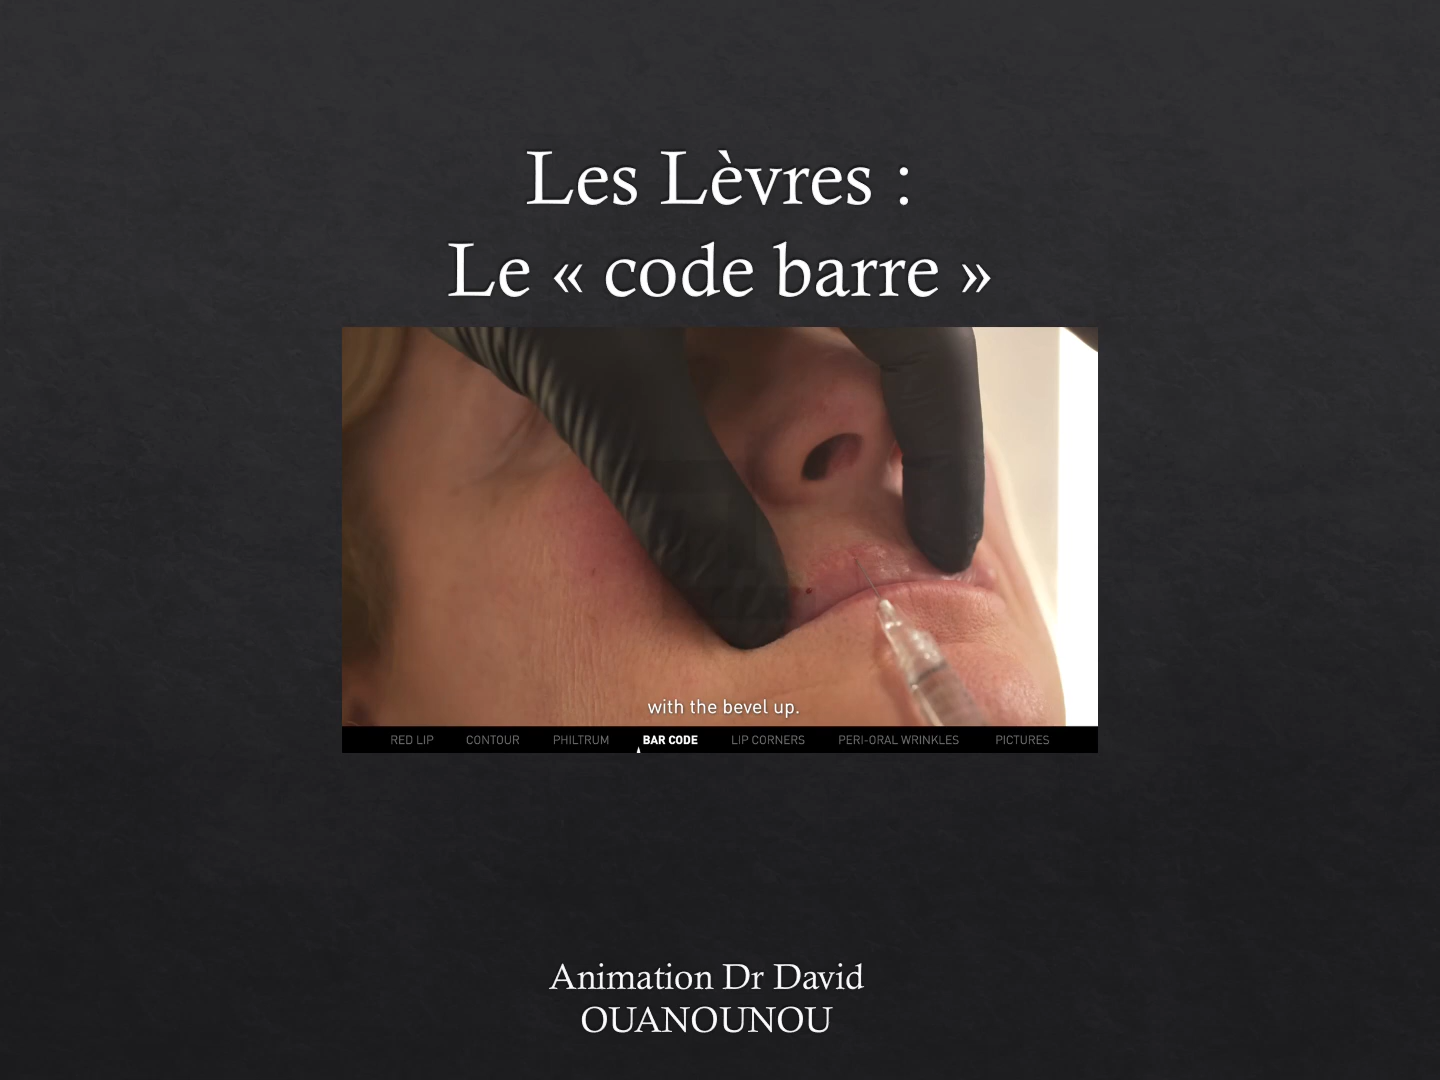 Les Lèvres :
Le « code barre »
with the bevel up.
RED LIP CONTOUR PHILTRUM BAR CODE LIP CORNERS PERI-ORAL WRINKLES PICTURES
Animation Dr David
OUANOUNOU